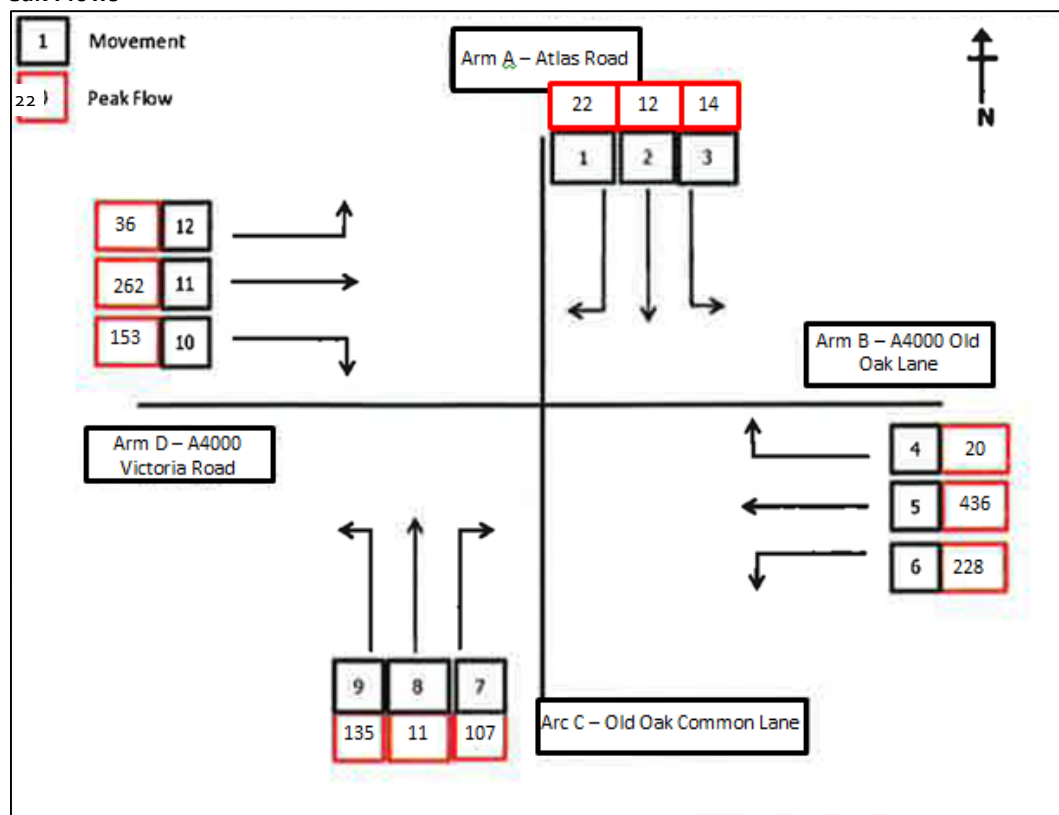 1 Movement
22 Peak Flow
Arm A – Atlas Road
N
22 12 14
1 2 3
36 12
262 11
153 10
Arm B – A4000 Old
Oak Lane
Arm D – A4000
Victoria Road
4 20
5 436
6 228
9 8 7
135 11 107
Arc C – Old Oak Common Lane